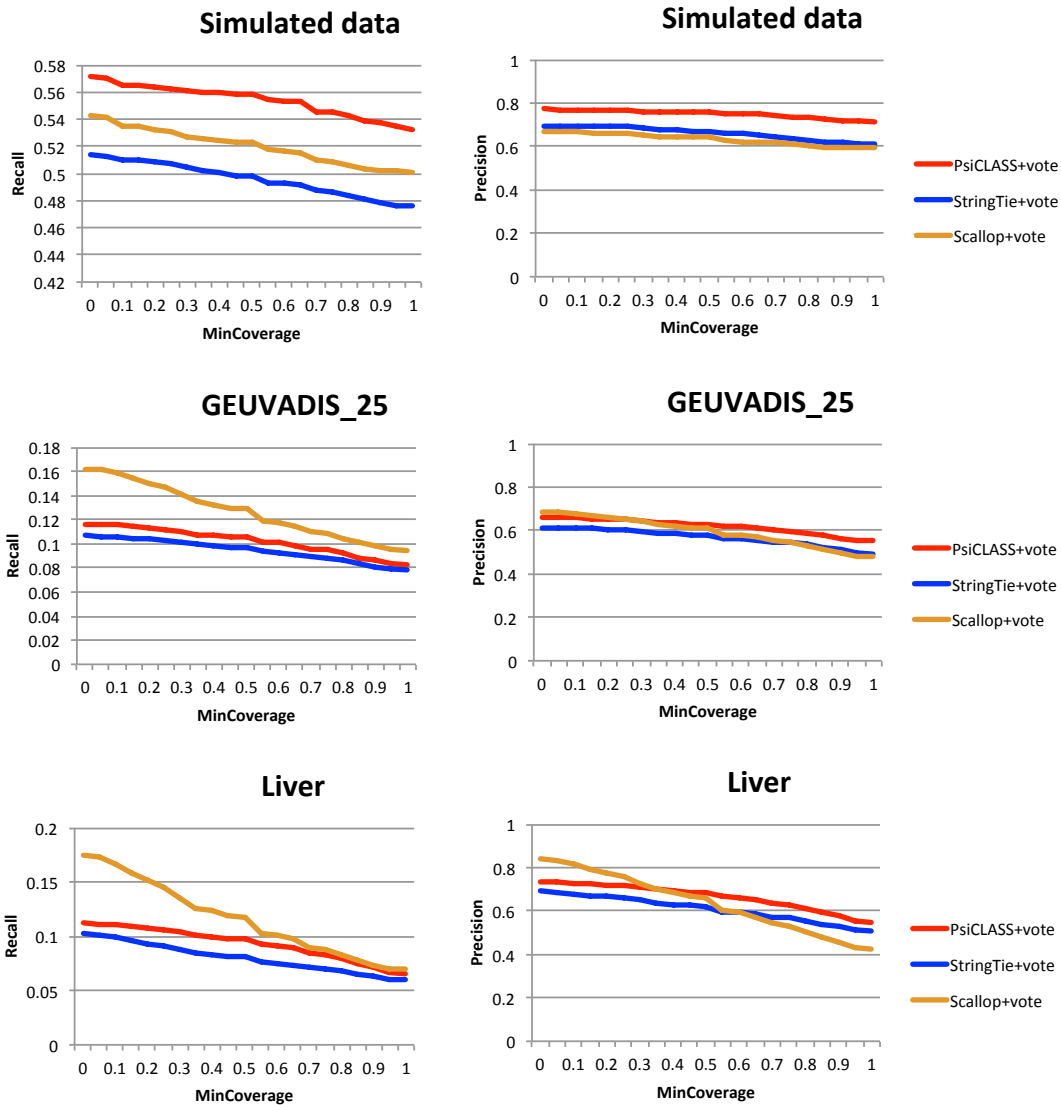 Simulated data
0.58
0.56
0.54
0.52
0.5
0.48
0.46
0.44
0.42
Recall
0 0.1 0.2 0.3 0.4 0.5 0.6 0.7 0.8 0.9 1
MinCoverage
Simulated data
1
0.8
0.6
0.4
0.2
0
Precision
0 0.1 0.2 0.3 0.4 0.5 0.6 0.7 0.8 0.9 1
MinCoverage
PsiCLASS+vote
StringTie+vote
Scallop+vote
GEUVADIS_25
0.18
0.16
0.14
0.12
0.1
0.08
0.06
0.04
0.02
0
Recall
0 0.1 0.2 0.3 0.4 0.5 0.6 0.7 0.8 0.9 1
MinCoverage
GEUVADIS_25
1
0.8
0.6
0.4
0.2
0
Precision
0 0.1 0.2 0.3 0.4 0.5 0.6 0.7 0.8 0.9 1
MinCoverage
PsiCLASS+vote
StringTie+vote
Scallop+vote
Liver
0.2
0.15
0.1
0.05
0
Recall
0 0.1 0.2 0.3 0.4 0.5 0.6 0.7 0.8 0.9 1
MinCoverage
Liver
1
0.8
0.6
0.4
0.2
0
Precision
0 0.1 0.2 0.3 0.4 0.5 0.6 0.7 0.8 0.9 1
MinCoverage
PsiCLASS+vote
StringTie+vote
Scallop+vote